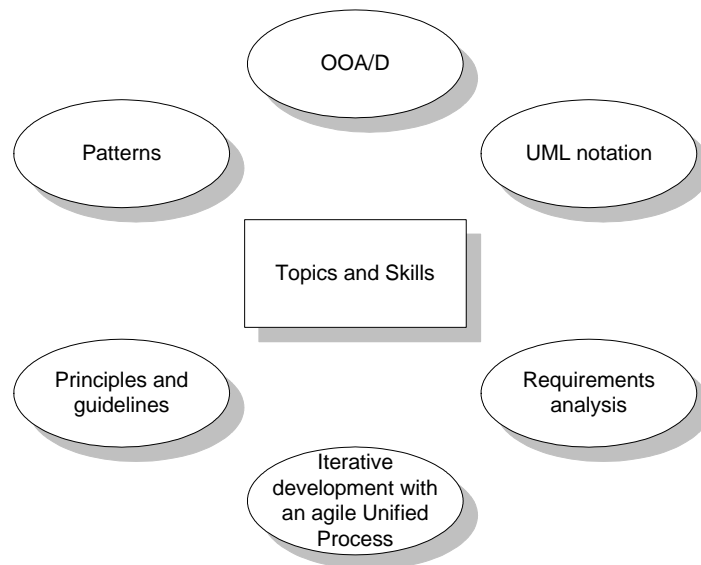 OOA/D
Patterns
UML notation
Topics and Skills
Principles and
guidelines
Requirements
analysis
Iterative
development with
an agile Unified
Process